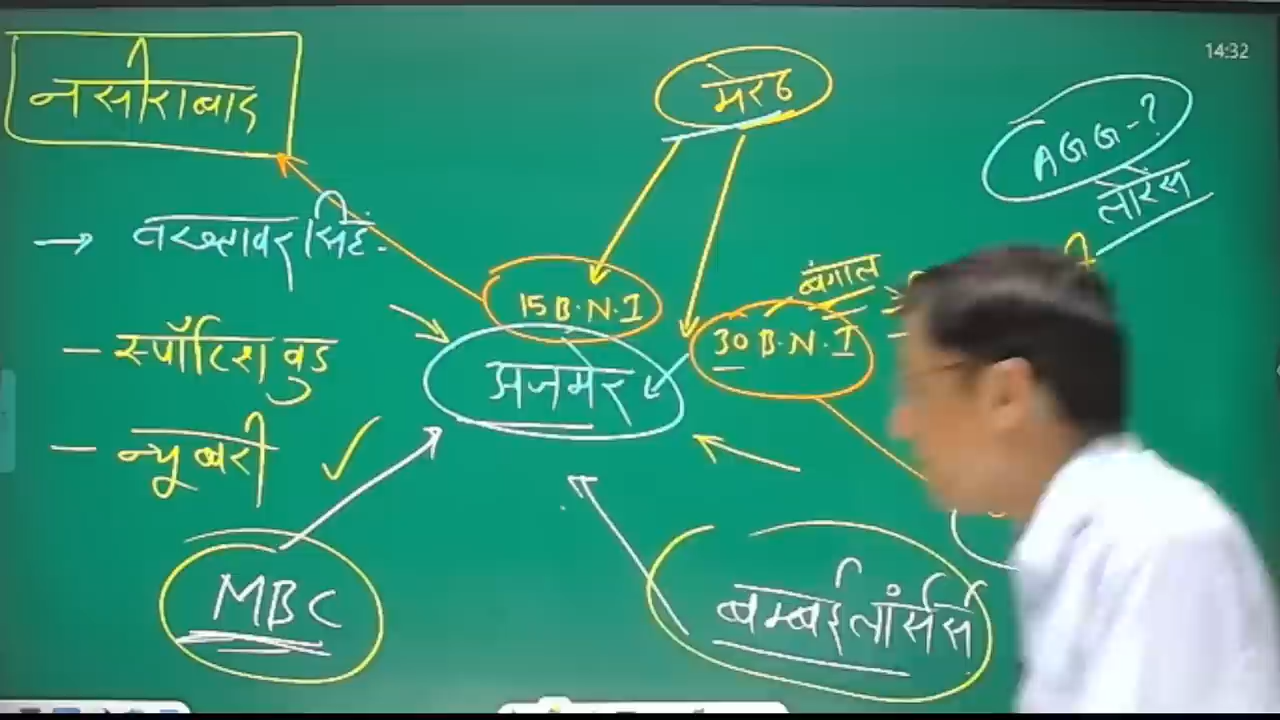 14:32
नसीराबाद
मेरठ
AGG-?
लोरेंस
→ बख्तावर सिंह-
बंगाल
15 B.N.I
30 B.N.I
अजमेर
- स्पॉटिश वुड
- न्यूबरी ✓
MBC
बम्बई लांसर्स